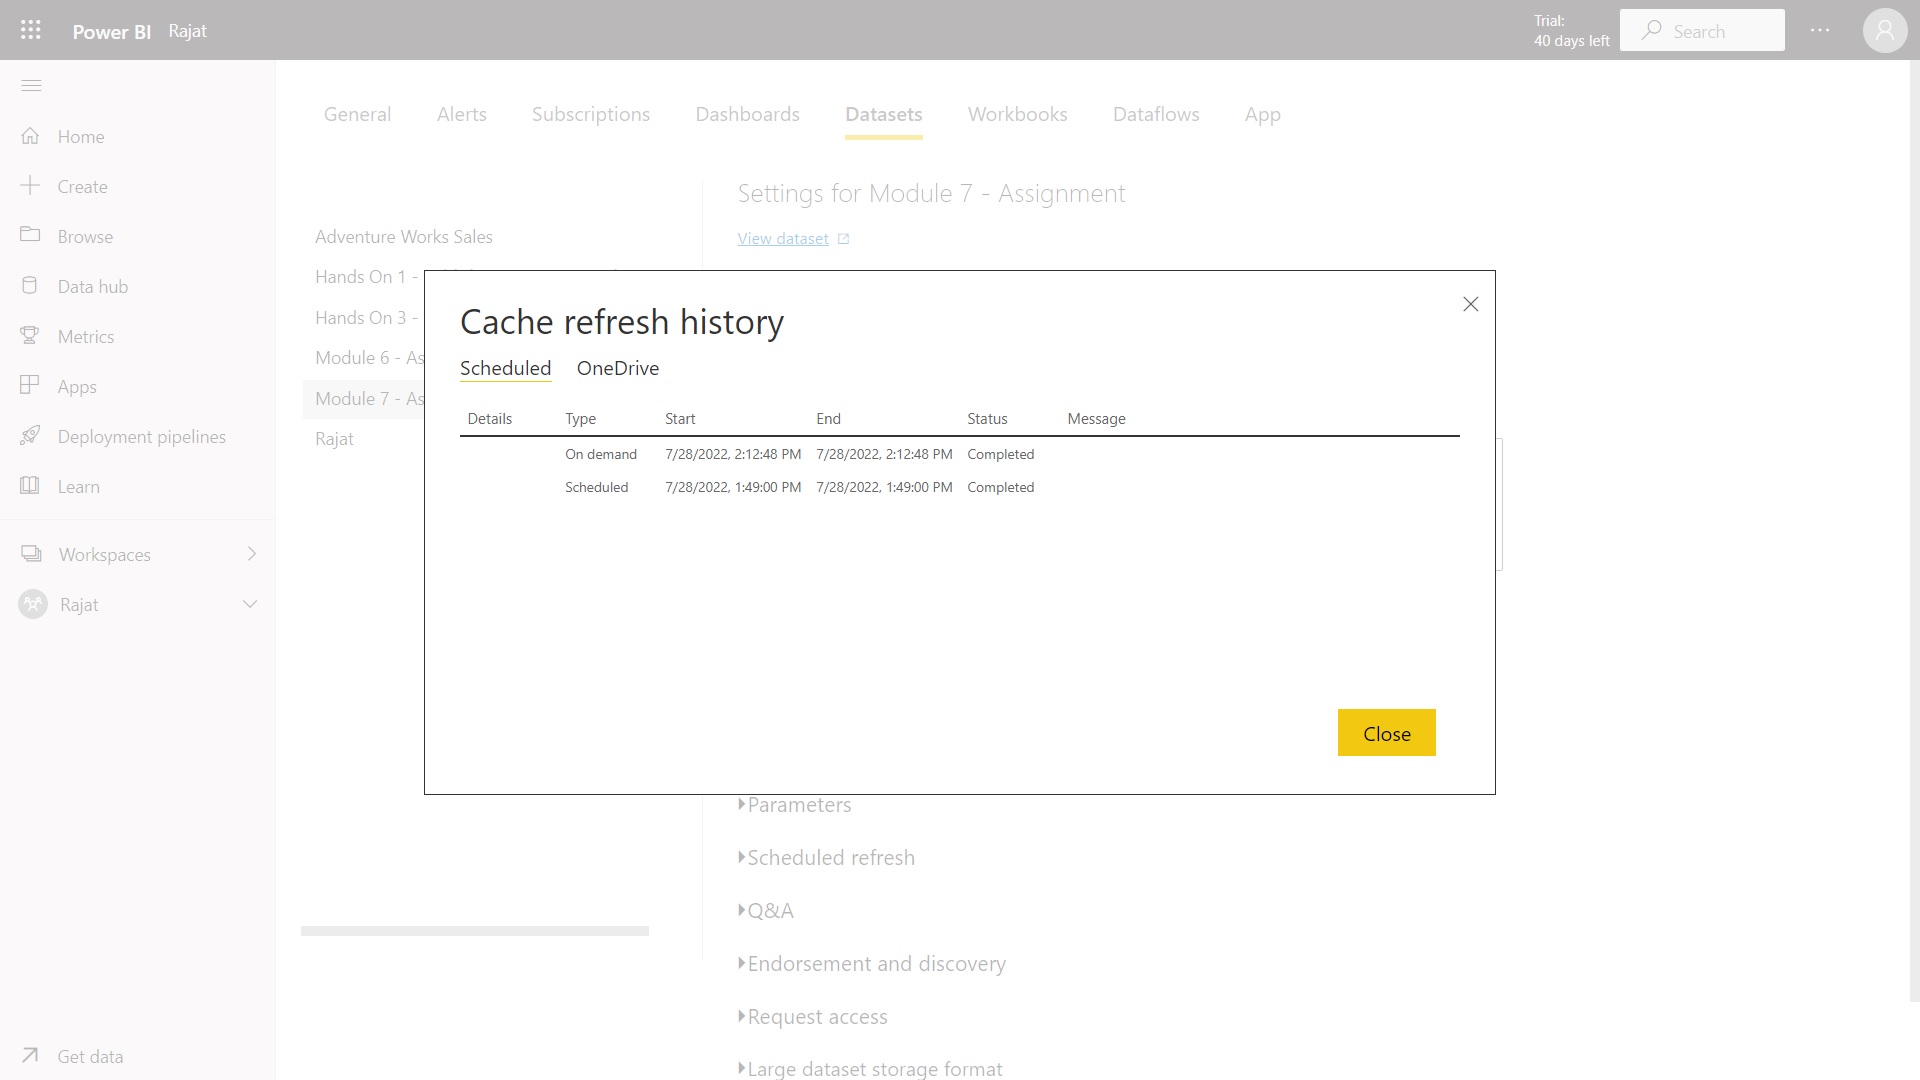 Power BI Rajat
Trial:
40 days left
Search
Home
Create
Browse
Data hub
Metrics
Apps
Deployment pipelines
Learn
Workspaces
Rajat
Get data
General Alerts Subscriptions Dashboards Datasets Workbooks Dataflows App
Adventure Works Sales
Hands On 1 -
Hands On 3 -
Module 6 - As
Module 7 - As
Rajat
Settings for Module 7 - Assignment
View dataset
Cache refresh history
Scheduled OneDrive
Details Type Start End Status Message
On demand 7/28/2022, 2:12:48 PM 7/28/2022, 2:12:48 PM Completed
Scheduled 7/28/2022, 1:49:00 PM 7/28/2022, 1:49:00 PM Completed
Close
Parameters
Scheduled refresh
Q&A
Endorsement and discovery
Request access
Large dataset storage format